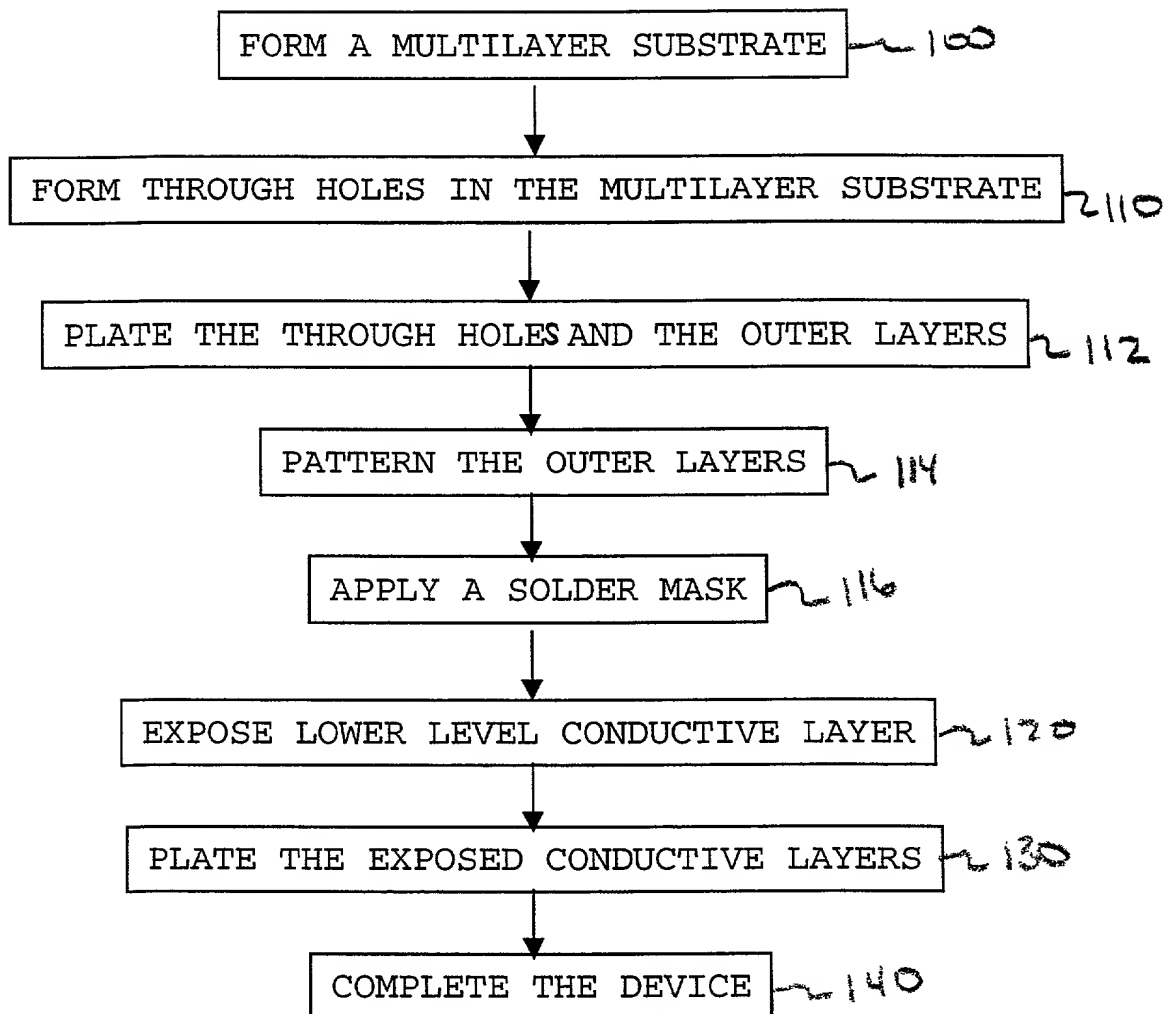 FORM A MULTILAYER SUBSTRATE 100
FORM THROUGH HOLES IN THE MULTILAYER SUBSTRATE 110
PLATE THE THROUGH HOLES AND THE OUTER LAYERS 112
PATTERN THE OUTER LAYERS 114
APPLY A SOLDER MASK 116
EXPOSE LOWER LEVEL CONDUCTIVE LAYER 120
PLATE THE EXPOSED CONDUCTIVE LAYERS 130
COMPLETE THE DEVICE 140